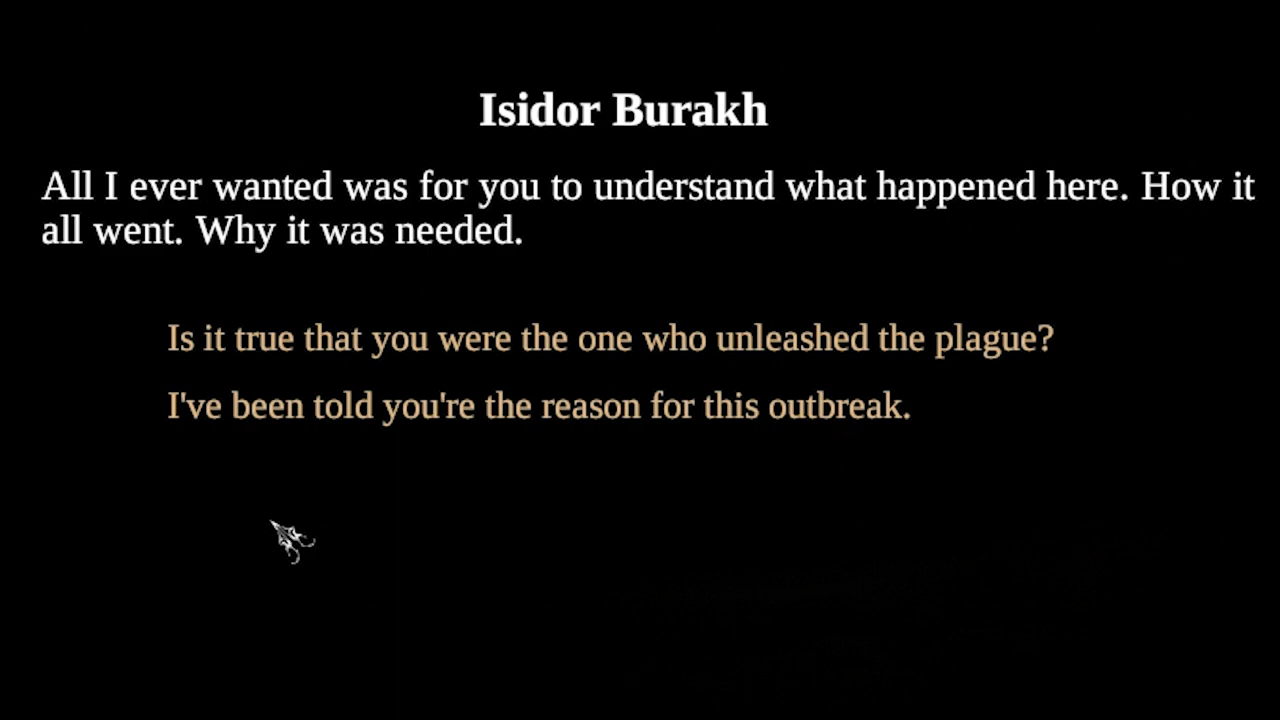 Isidor Burakh
All I ever wanted was for you to understand what happened here. How it
all went. Why it was needed.
Is it true that you were the one who unleashed the plague?
I've been told you're the reason for this outbreak.